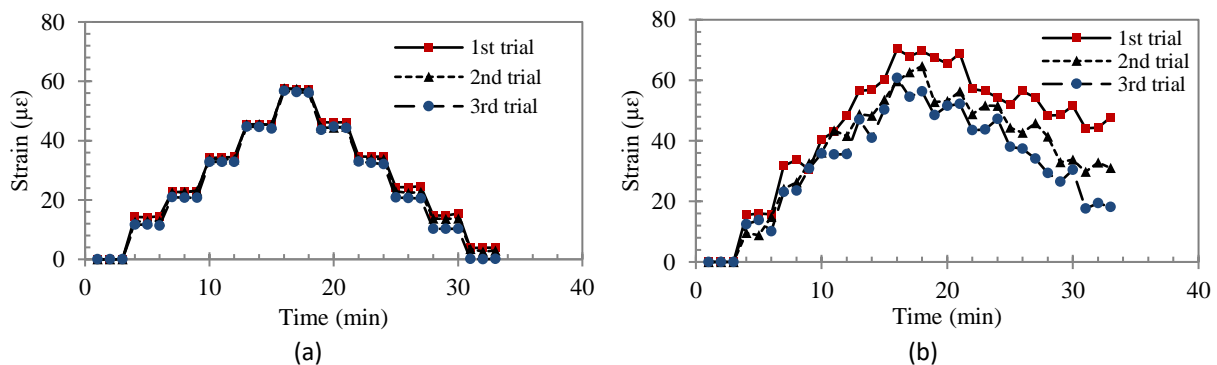 80
60
40
20
0
Strain (με)
1st trial
2nd trial
3rd trial
0 10 20 30 40
Time (min)
(a)
80
60
40
20
0
Strain (με)
1st trial
2nd trial
3rd trial
0 10 20 30 40
Time (min)
(b)